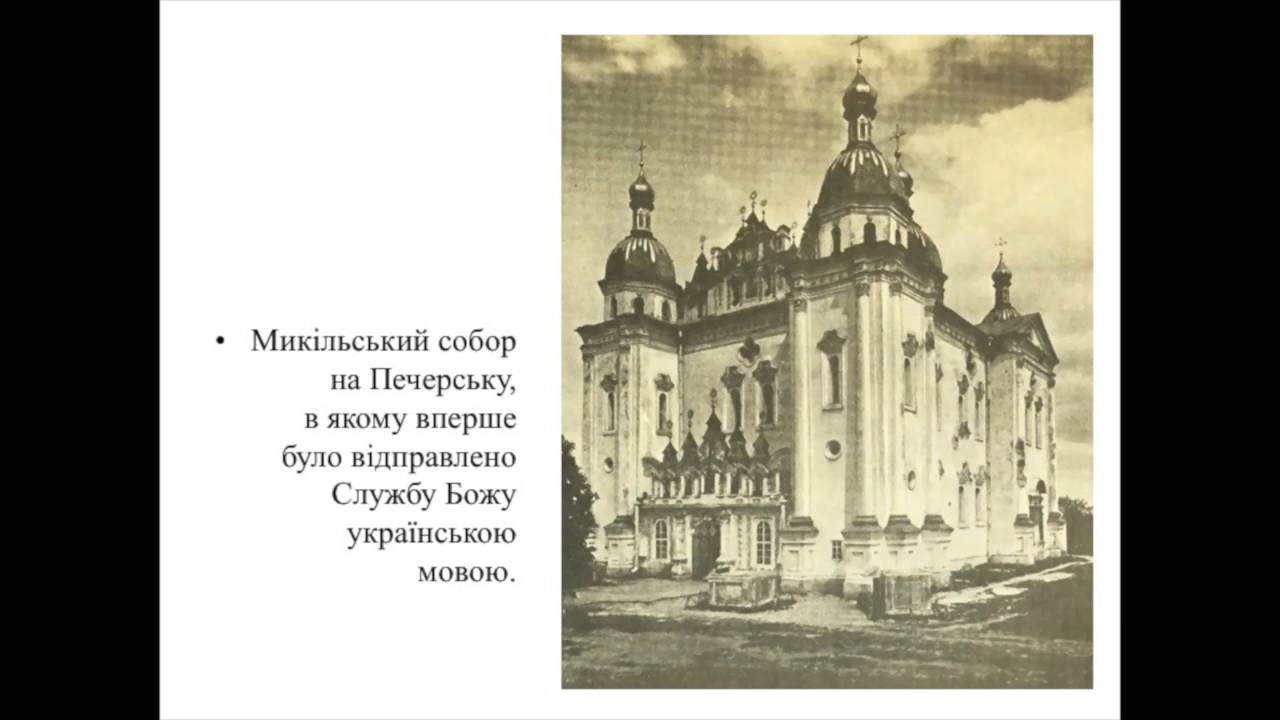 • Микільський собор
на Печерську,
в якому вперше
було відправлено
Службу Божу
українською
мовою.